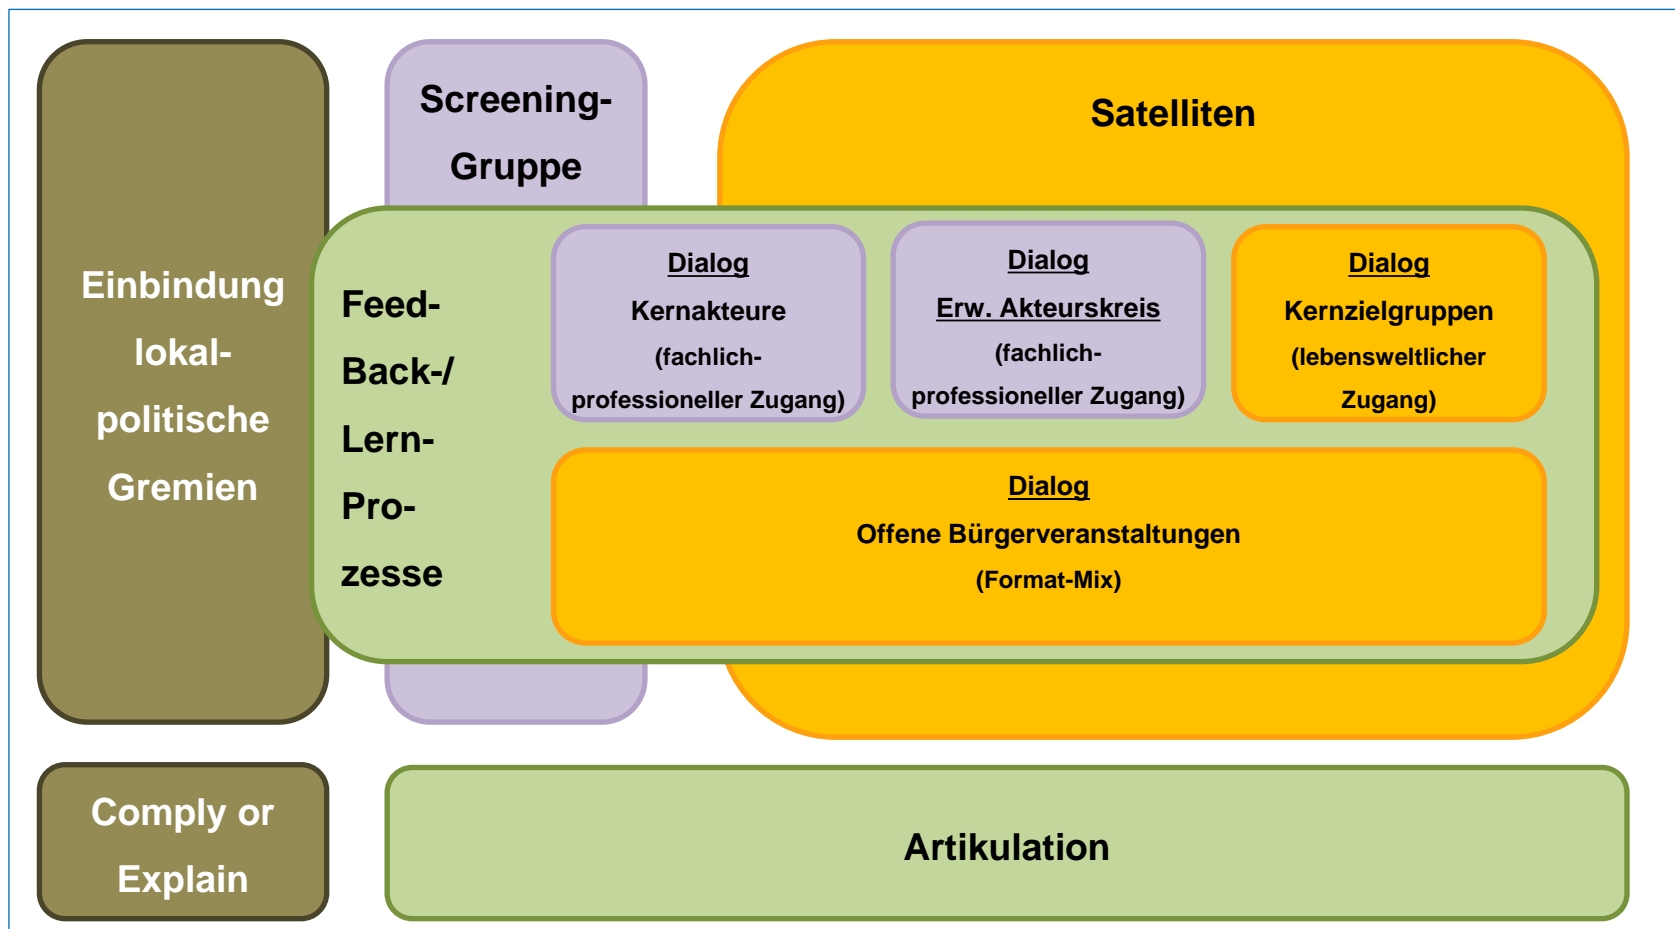 Einbindung
lokal-
politische
Gremien
Screening-
Gruppe
Satelliten
Feed-
Back-/
Lern-
Pro-
zesse
Dialog
Kernakteure
(fachlich-
professioneller Zugang)
Dialog
Erw. Akteurskreis
(fachlich-
professioneller Zugang)
Dialog
Kernzielgruppen
(lebensweltlicher
Zugang)
Dialog
Offene Bürgerveranstaltungen
(Format-Mix)
Comply or
Explain
Artikulation